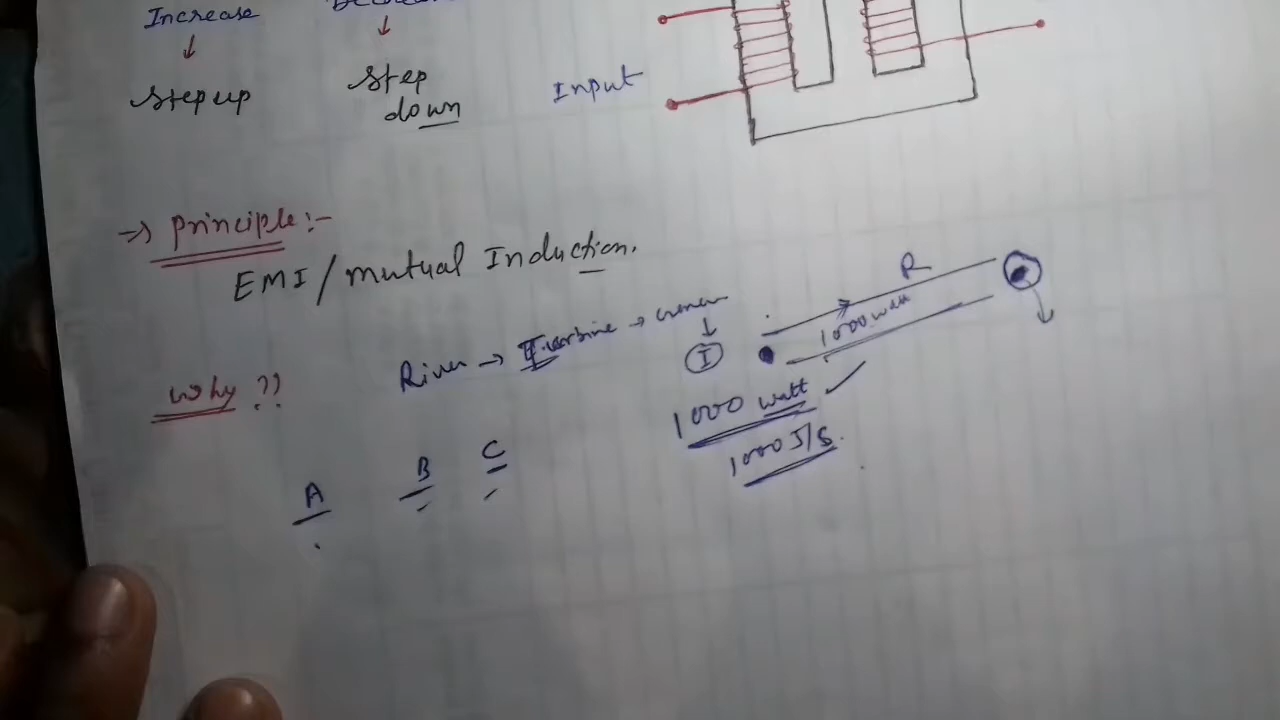 Increase
↓ ↓
Step up
Step
down
Input
→ Principle:-
EMI/Mutual Induction.
R
1000 watt
River → Turbine →
↓
I
Why ??
1000 watt ✓
1000 J/S.
A B C